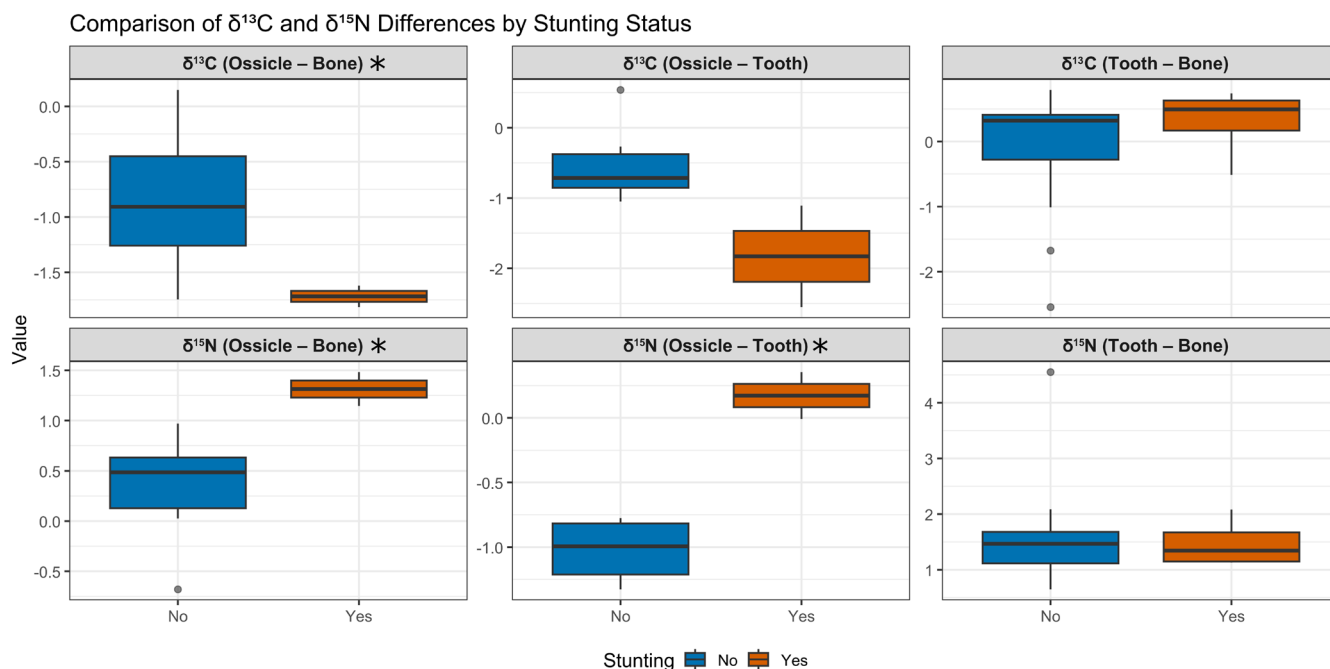 Comparison of δ¹³C and δ¹⁵N Differences by Stunting Status
δ¹³C (Ossicle – Bone) *
δ¹³C (Ossicle – Tooth)
δ¹³C (Tooth – Bone)
0.0
-0.5
-1.0
-1.5
0
-1
-2
0
-1
-2
Value
δ¹⁵N (Ossicle – Bone) *
δ¹⁵N (Ossicle – Tooth) *
δ¹⁵N (Tooth – Bone)
1.5
1.0
0.5
0.0
-0.5
0.0
-0.5
-1.0
4
3
2
1
No Yes
No Yes
No Yes
Stunting No Yes